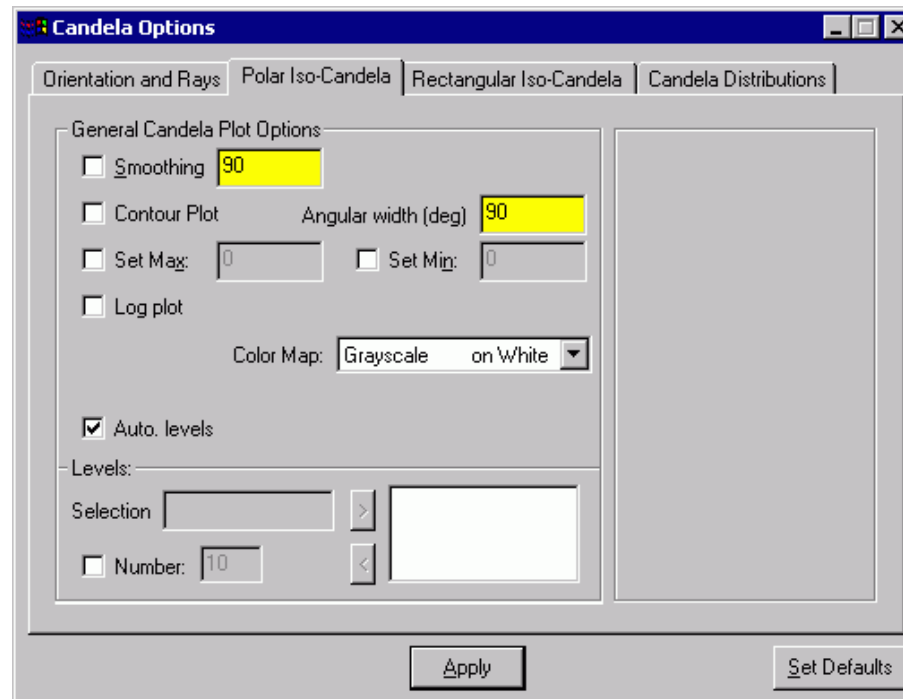 Candela Options
Orientation and Rays Polar Iso-Candela Rectangular Iso-Candela Candela Distributions
General Candela Plot Options
Smoothing 90
Contour Plot Angular width (deg) 90
Set Max: 0 Set Min: 0
Log plot
Color Map: Grayscale on White
Auto. levels
Levels:
Selection >
Number: 10 <
Apply Set Defaults